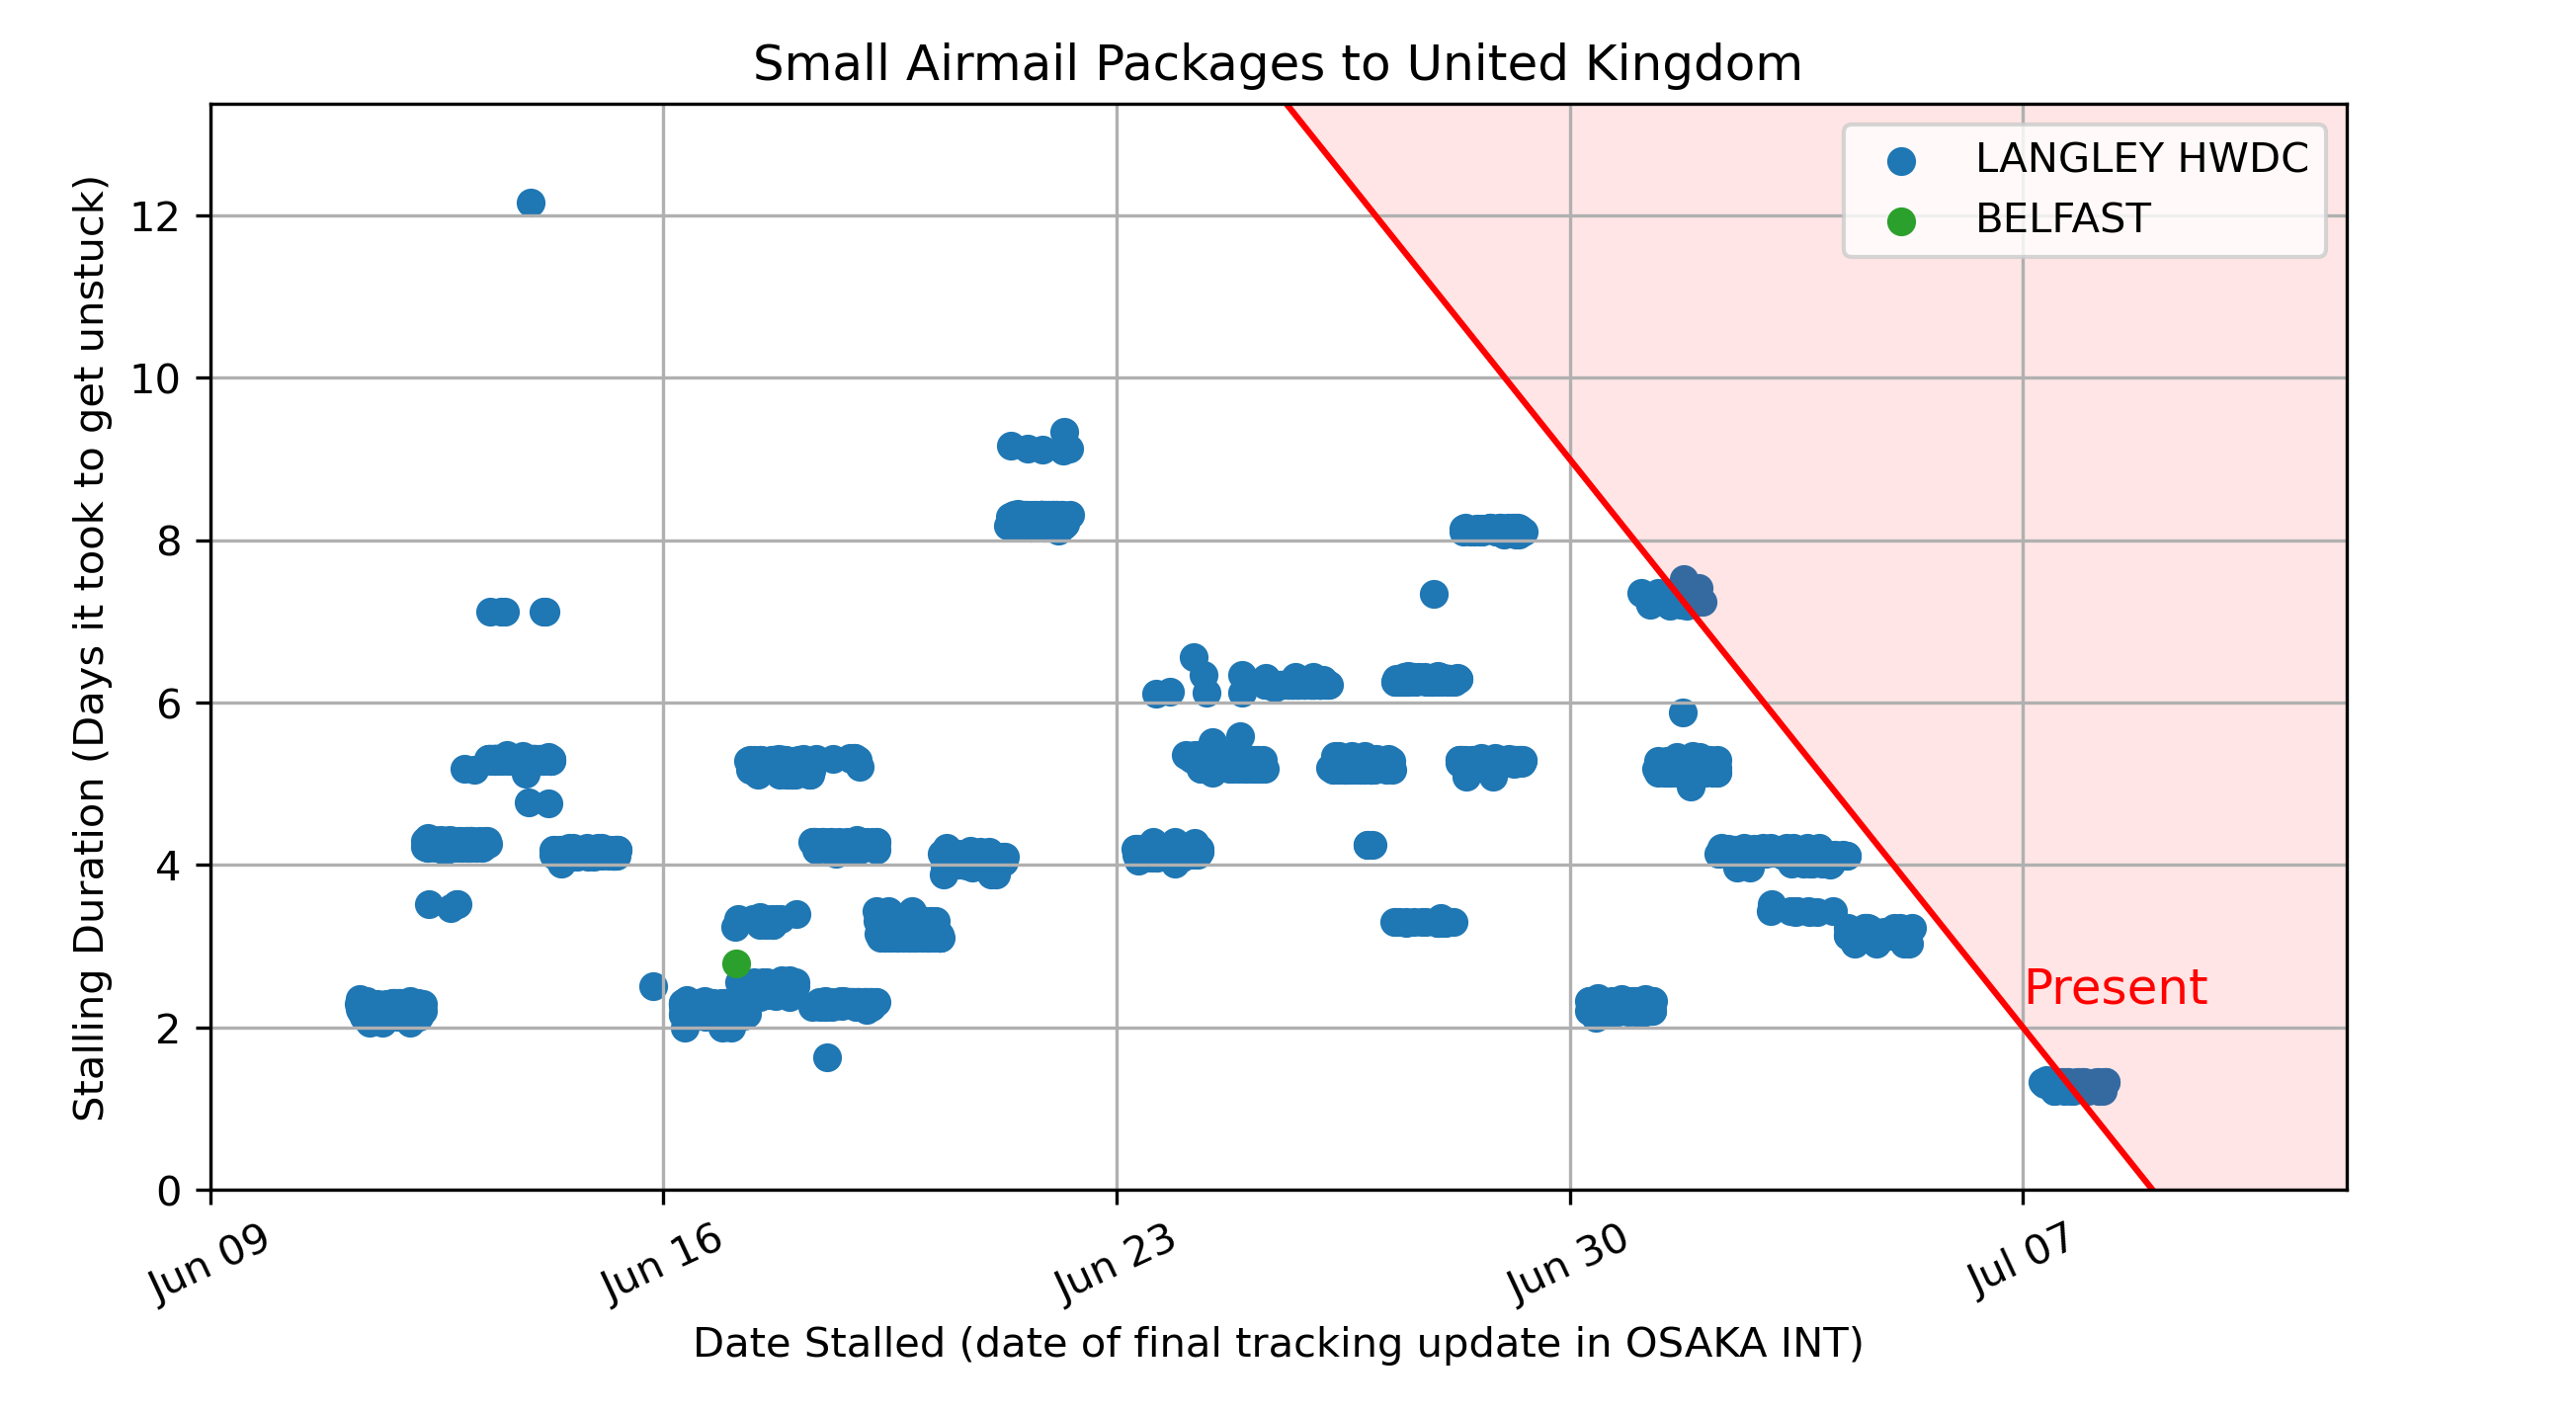 Small Airmail Packages to United Kingdom
LANGLEY HWDC
BELFAST
Stalling Duration (Days it took to get unstuck)
12
10
8
6
4
2
0
Present
Jun 09
Jun 16
Jun 23
Jun 30
Jul 07
Date Stalled (date of final tracking update in OSAKA INT)